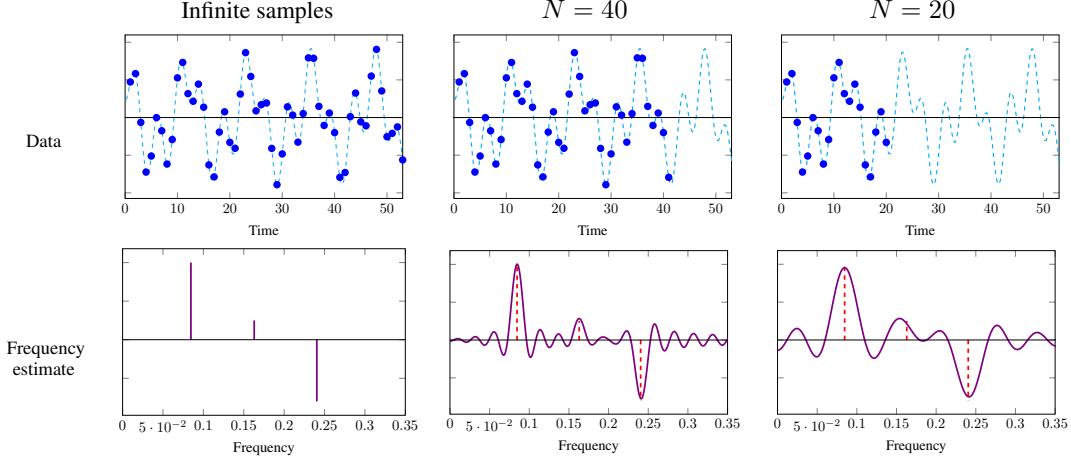 Infinite samples
N = 40
N = 20
Data
0 10 20 30 40 50
0 10 20 30 40 50
0 10 20 30 40 50
Time
Time
Time
Frequency
estimate
0 5 · 10⁻² 0.1 0.15 0.2 0.25 0.3 0.35
0 5 · 10⁻² 0.1 0.15 0.2 0.25 0.3 0.35
0 5 · 10⁻² 0.1 0.15 0.2 0.25 0.3 0.35
Frequency
Frequency
Frequency